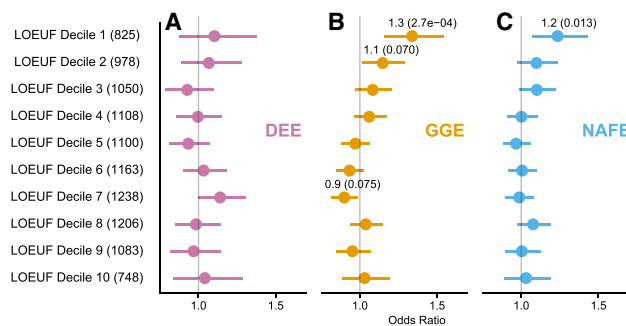 A B C
1.3 (2.7e−04) 1.2 (0.013)
LOEUF Decile 1 (825)
1.1 (0.070)
LOEUF Decile 2 (978)
LOEUF Decile 3 (1050)
LOEUF Decile 4 (1108)
DEE GGE NAFE
LOEUF Decile 5 (1100)
LOEUF Decile 6 (1163)
0.9 (0.075)
LOEUF Decile 7 (1238)
LOEUF Decile 8 (1206)
LOEUF Decile 9 (1083)
LOEUF Decile 10 (748)
1.0 1.5 1.0 1.5 1.0 1.5
Odds Ratio